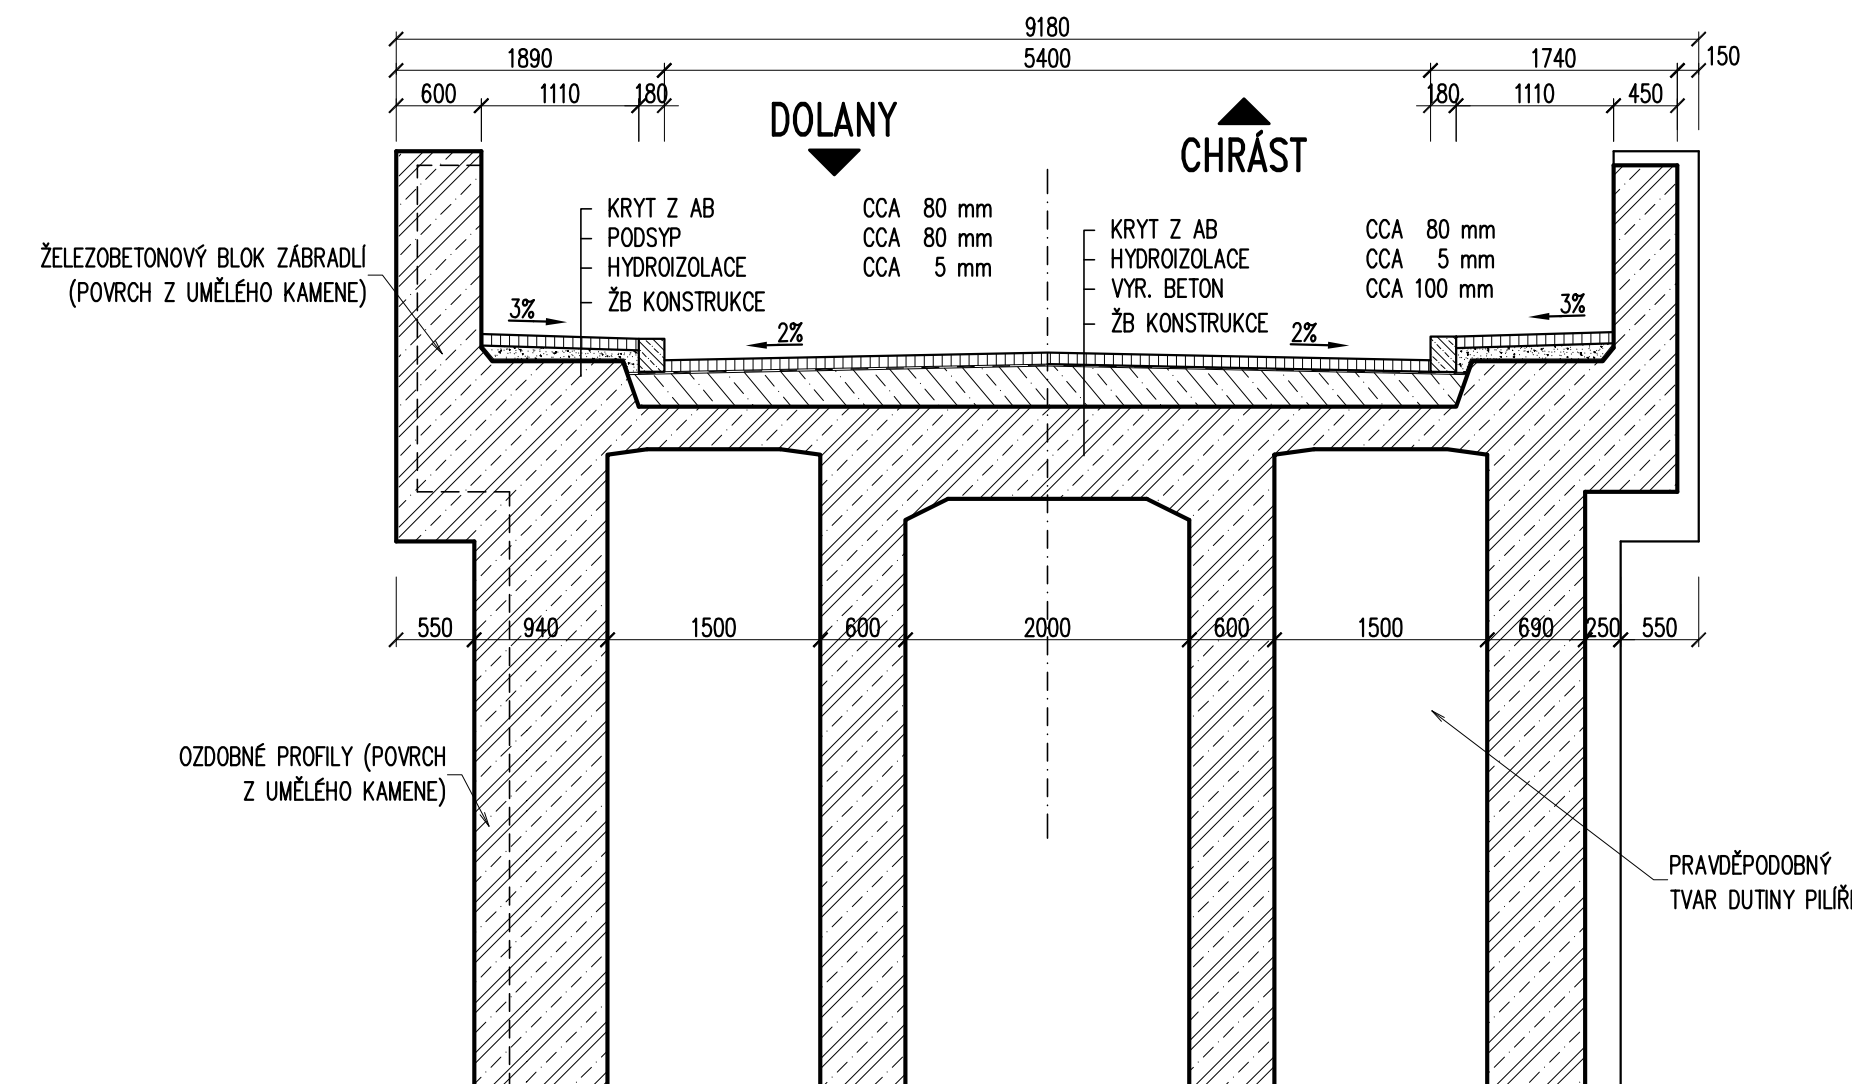 9180
1890 5400 1740 150
600 1110 180 180 1110 450
DOLANY
CHRÁST
KRYT Z AB CCA 80 mm
PODSYP CCA 80 mm
HYDROIZOLACE CCA 5 mm
ŽB KONSTRUKCE
KRYT Z AB CCA 80 mm
HYDROIZOLACE CCA 5 mm
VYR. BETON CCA 100 mm
ŽB KONSTRUKCE
ŽELEZOBETONOVÝ BLOK ZÁBRADLÍ
(POVRCH Z UMĚLÉHO KAMENE)
3% 2% 2% 3%
550 940 1500 600 2000 600 1500 690 250 550
OZDOBNÉ PROFILY (POVRCH
Z UMĚLÉHO KAMENE)
PRAVDĚPODOBNÝ
TVAR DUTINY